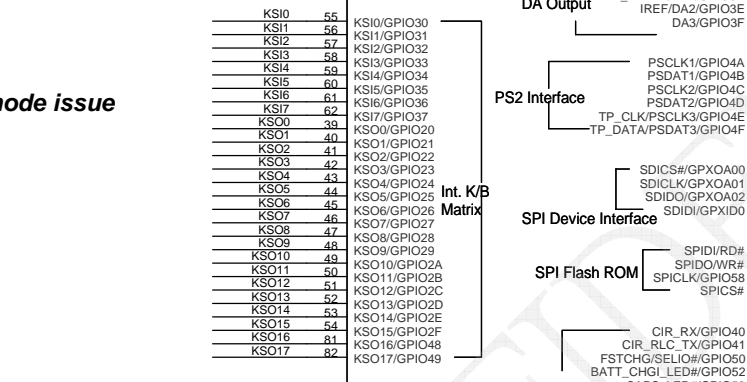 DA Output
IREF/DA2/GPIO3E
DA3/GPIO3F
node issue
KSI0 55 KSI0/GPIO30
KSI1 56 KSI1/GPIO31
KSI2 57 KSI2/GPIO32
KSI3 58 KSI3/GPIO33
KSI4 59 KSI4/GPIO34
KSI5 60 KSI5/GPIO35
KSI6 61 KSI6/GPIO36
KSI7 62 KSI7/GPIO37
KSO0 39 KSO0/GPIO20
KSO1 40 KSO1/GPIO21
KSO2 41 KSO2/GPIO22
KSO3 42 KSO3/GPIO23
KSO4 43 KSO4/GPIO24
KSO5 44 KSO5/GPIO25
KSO6 45 KSO6/GPIO26
KSO7 46 KSO7/GPIO27
KSO8 47 KSO8/GPIO28
KSO9 48 KSO9/GPIO29
KSO10 49 KSO10/GPIO2A
KSO11 50 KSO11/GPIO2B
KSO12 51 KSO12/GPIO2C
KSO13 52 KSO13/GPIO2D
KSO14 53 KSO14/GPIO2E
KSO15 54 KSO15/GPIO2F
KSO16 81 KSO16/GPIO48
KSO17 82 KSO17/GPIO49
Int. K/B
Matrix
PS2 Interface
PSCLK1/GPIO4A
PSDAT1/GPIO4B
PSCLK2/GPIO4C
PSDAT2/GPIO4D
TP_CLK/PSCLK3/GPIO4E
TP_DATA/PSDAT3/GPIO4F
SPI Device Interface
SDICS#/GPXOA00
SDICLK/GPXOA01
SDIDO/GPXOA02
SDIDI/GPXID0
SPI Flash ROM
SPIDI/RD#
SPIDO/WR#
SPICLK/GPIO58
SPICS#
CIR_RX/GPIO40
CIR_RLC_TX/GPIO41
FSTCHG/SELIO#/GPIO50
BATT_CHGI_LED#/GPIO52